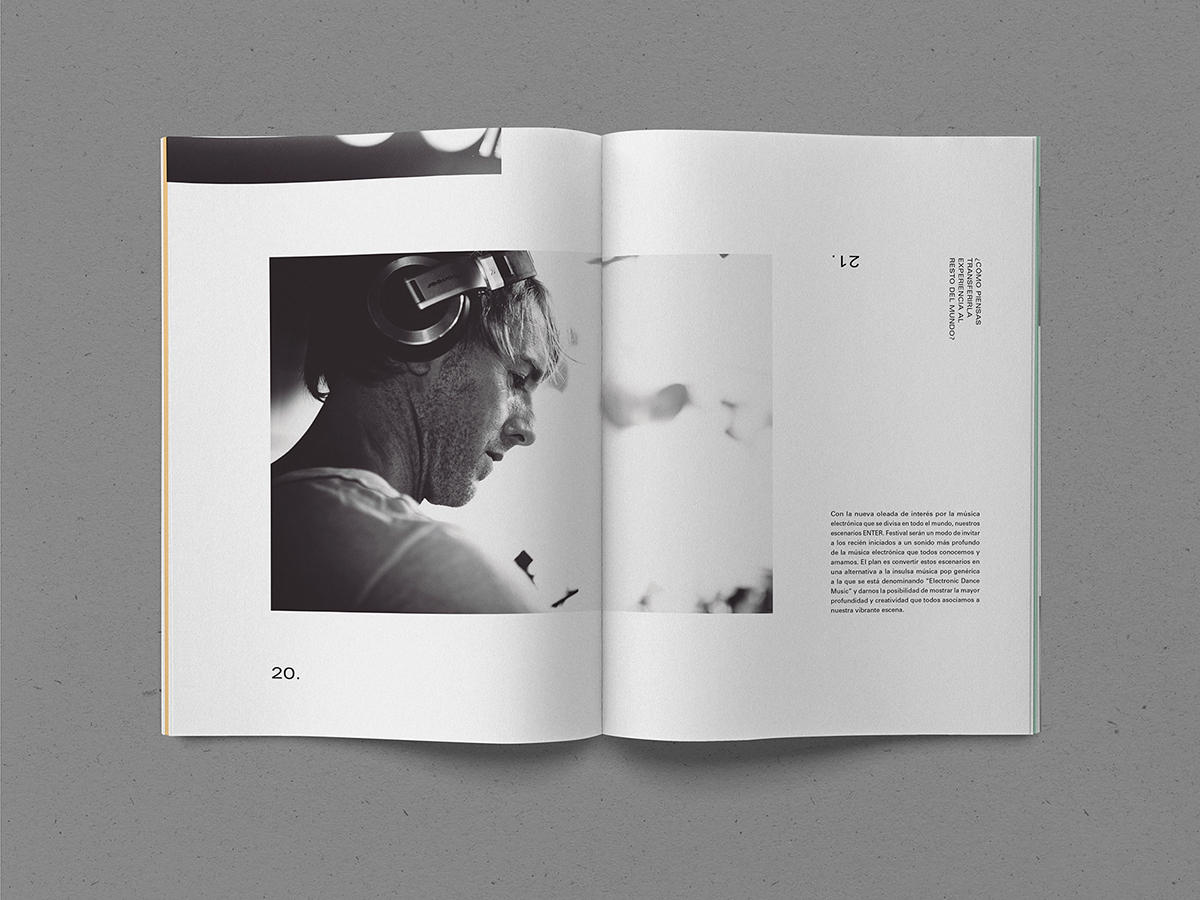 20.
21.
¿CÓMO PIENSAS
TRANSFERIRLA
EXPERIENCIA AL
RESTO DEL MUNDO?
Con la nueva oleada de interés por la música
electrónica que se divisa en todo el mundo, nuestros
escenarios ENTER. Festival serán un modo de invitar
a los recién iniciados a un sonido más profundo
de la música electrónica que todos conocemos y
amamos. El plan es convertir estos escenarios en
una alternativa a la insulsa música pop genérica
a la que se está denominando "Electronic Dance
Music" y darnos la posibilidad de mostrar la mayor
profundidad y creatividad que todos asociamos a
nuestra vibrante escena.